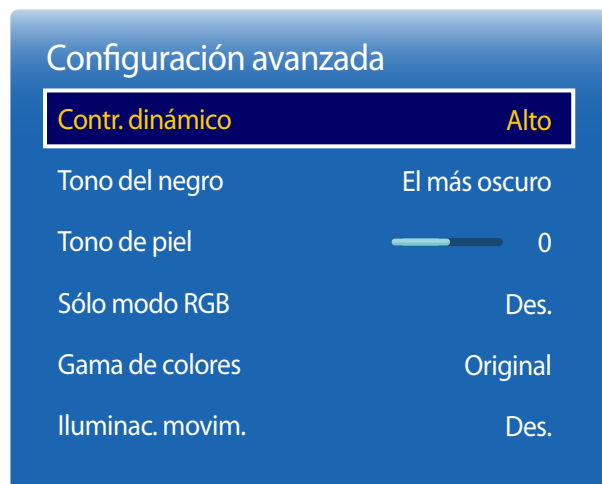 Configuración avanzada
Contr. dinámico Alto
Tono del negro El más oscuro
Tono de piel 0
Sólo modo RGB Des.
Gama de colores Original
Iluminac. movim. Des.